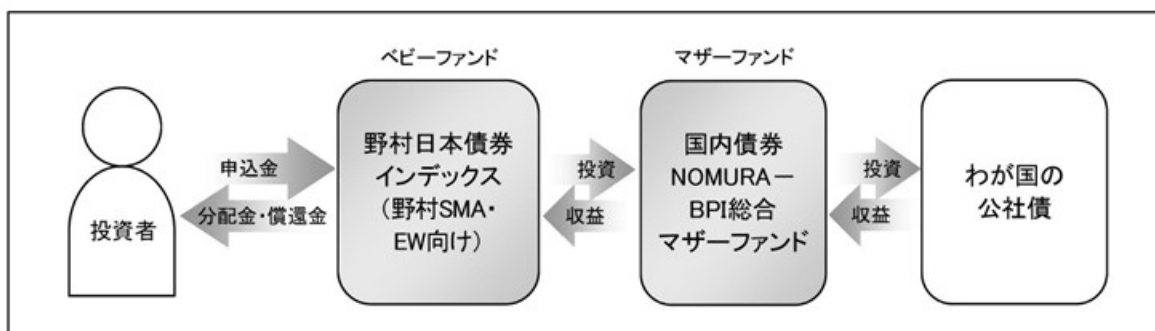 ベビーファンド
マザーファンド
投資者
申込金
分配金・償還金
野村日本債券
インデックス
（野村SMA・
EW向け）
投資
収益
国内債券
NOMURA－
BPI総合
マザーファンド
投資
収益
わが国の
公社債